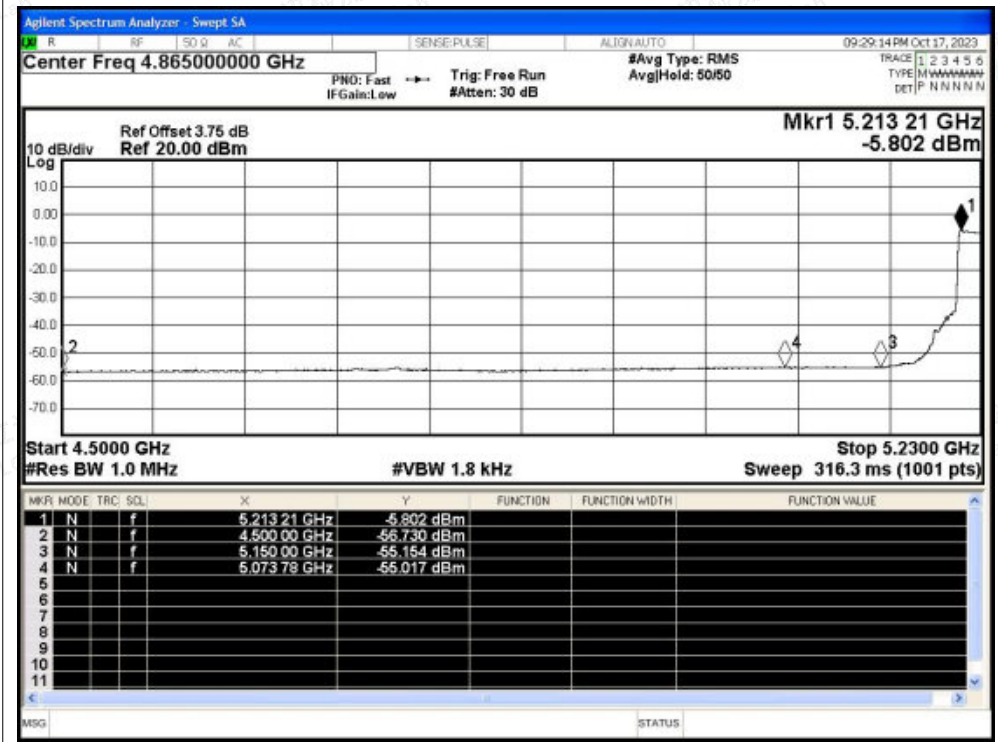 Agilent Spectrum Analyzer - Swept SA
R RF 50 Ω AC SENSE:PULSE ALIGN AUTO 09:29:14 PM Oct 17, 2023
Center Freq 4.865000000 GHz
PNO: Fast Trig: Free Run
IFGain:Low #Atten: 30 dB
#Avg Type: RMS
Avg|Hold: 50/50
TRACE 1 2 3 4 5 6
TYPE M WWWWW
DET P N N N N N
Mkr1 5.213 21 GHz
-5.802 dBm
Ref Offset 3.75 dB
10 dB/div Ref 20.00 dBm
Log
10.0
0.00
-10.0
-20.0
-30.0
-40.0
-50.0
-60.0
-70.0
1
2
4
3
Start 4.5000 GHz Stop 5.2300 GHz
#Res BW 1.0 MHz #VBW 1.8 kHz Sweep 316.3 ms (1001 pts)
MKR MODE TRC SCL X Y FUNCTION FUNCTION WIDTH FUNCTION VALUE
1 N f 5.213 21 GHz -5.802 dBm
2 N f 4.500 00 GHz -56.730 dBm
3 N f 5.150 00 GHz -55.154 dBm
4 N f 5.073 78 GHz -55.017 dBm
5
6
7
8
9
10
11
MSG STATUS